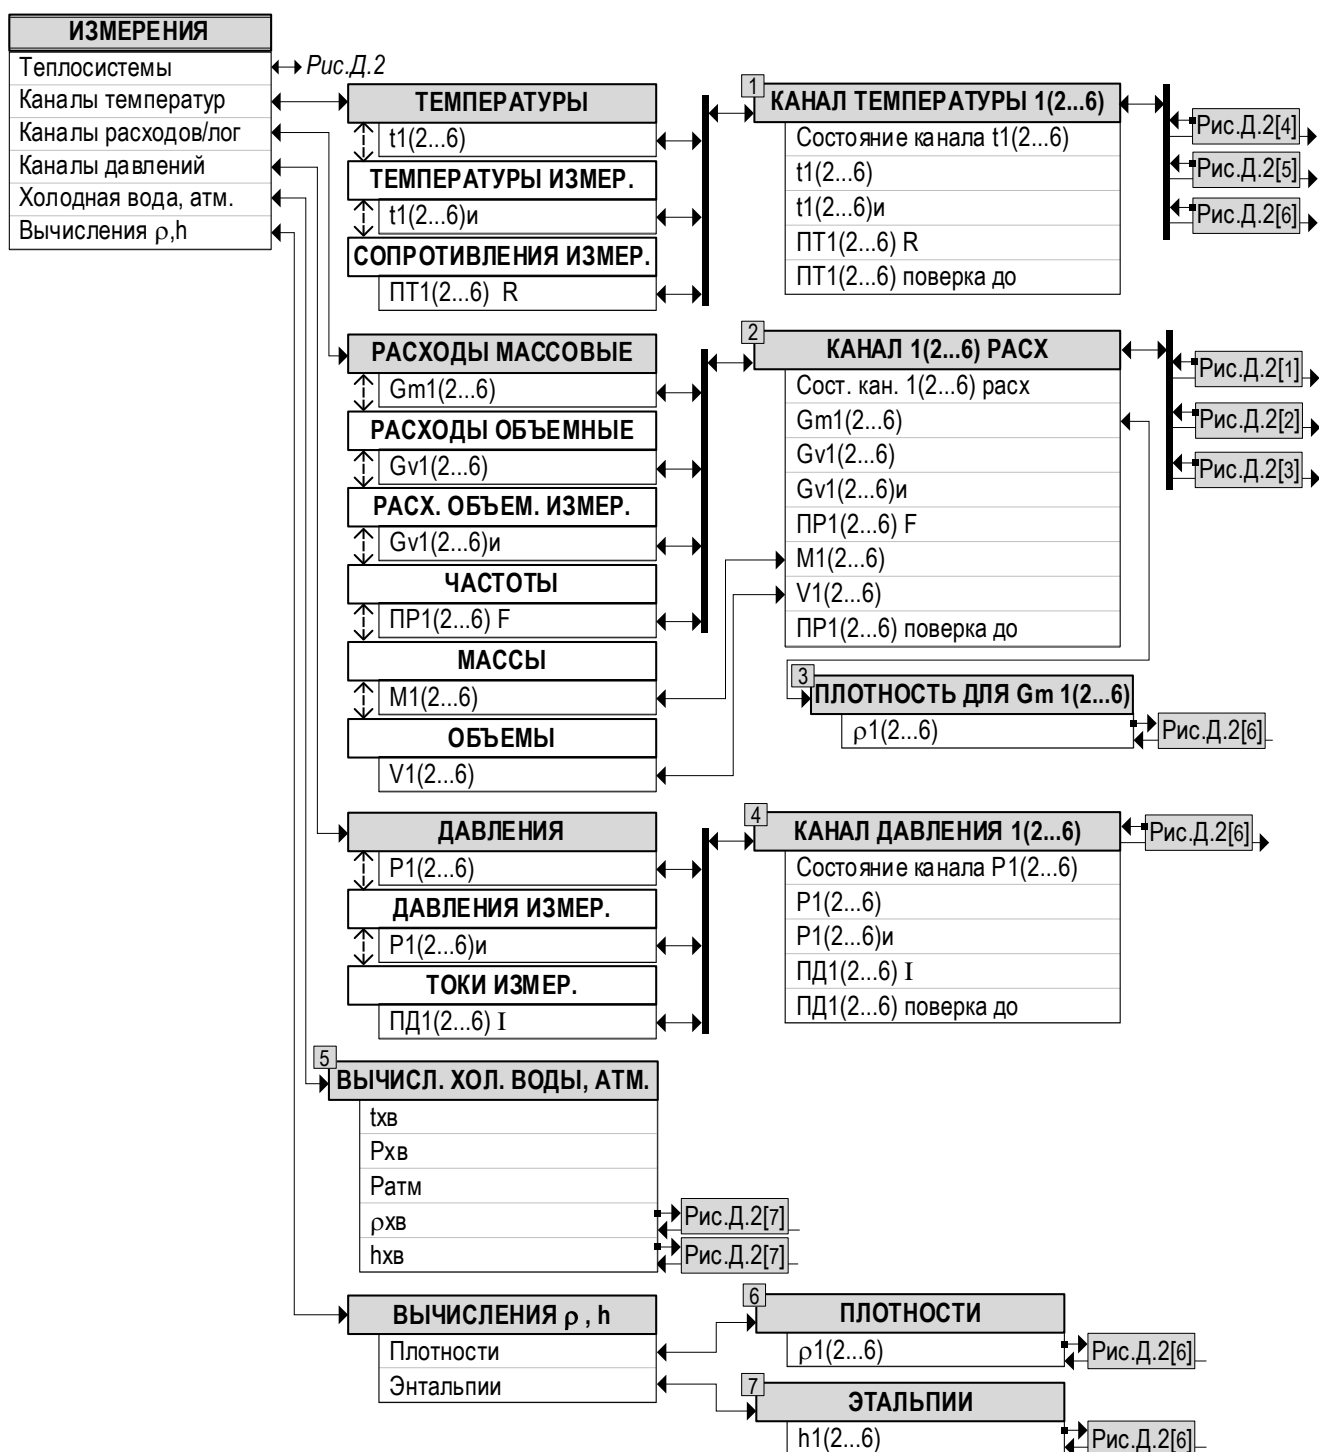 ИЗМЕРЕНИЯ
Теплосистемы
Каналы температур
Каналы расходов/лог
Каналы давлений
Холодная вода, атм.
Вычисления ρ,h
Рис.Д.2
ТЕМПЕРАТУРЫ
t1(2...6)
ТЕМПЕРАТУРЫ ИЗМЕР.
t1(2...6)и
СОПРОТИВЛЕНИЯ ИЗМЕР.
ПТ1(2...6) R
1
КАНАЛ ТЕМПЕРАТУРЫ 1(2...6)
Состояние канала t1(2...6)
t1(2...6)
t1(2...6)и
ПТ1(2...6) R
ПТ1(2...6) поверка до
Рис.Д.2[4]
Рис.Д.2[5]
Рис.Д.2[6]
РАСХОДЫ МАССОВЫЕ
Gm1(2...6)
РАСХОДЫ ОБЪЕМНЫЕ
Gv1(2...6)
РАСХ. ОБЪЕМ. ИЗМЕР.
Gv1(2...6)и
ЧАСТОТЫ
ПР1(2...6) F
МАССЫ
M1(2...6)
ОБЪЕМЫ
V1(2...6)
2
КАНАЛ 1(2...6) РАСХ
Сост. кан. 1(2...6) расх
Gm1(2...6)
Gv1(2...6)
Gv1(2...6)и
ПР1(2...6) F
M1(2...6)
V1(2...6)
ПР1(2...6) поверка до
Рис.Д.2[1]
Рис.Д.2[2]
Рис.Д.2[3]
3
ПЛОТНОСТЬ ДЛЯ Gm 1(2...6)
ρ1(2...6)
Рис.Д.2[6]
ДАВЛЕНИЯ
P1(2...6)
ДАВЛЕНИЯ ИЗМЕР.
P1(2...6)и
ТОКИ ИЗМЕР.
ПД1(2...6) I
4
КАНАЛ ДАВЛЕНИЯ 1(2...6)
Состояние канала P1(2...6)
P1(2...6)
P1(2...6)и
ПД1(2...6) I
ПД1(2...6) поверка до
Рис.Д.2[6]
5
ВЫЧИСЛ. ХОЛ. ВОДЫ, АТМ.
tхв
Pхв
Pатм
ρхв
hхв
Рис.Д.2[7]
Рис.Д.2[7]
ВЫЧИСЛЕНИЯ ρ , h
Плотности
Энтальпии
6
ПЛОТНОСТИ
ρ1(2...6)
Рис.Д.2[6]
7
ЭТАЛЬПИИ
h1(2...6)
Рис.Д.2[6]